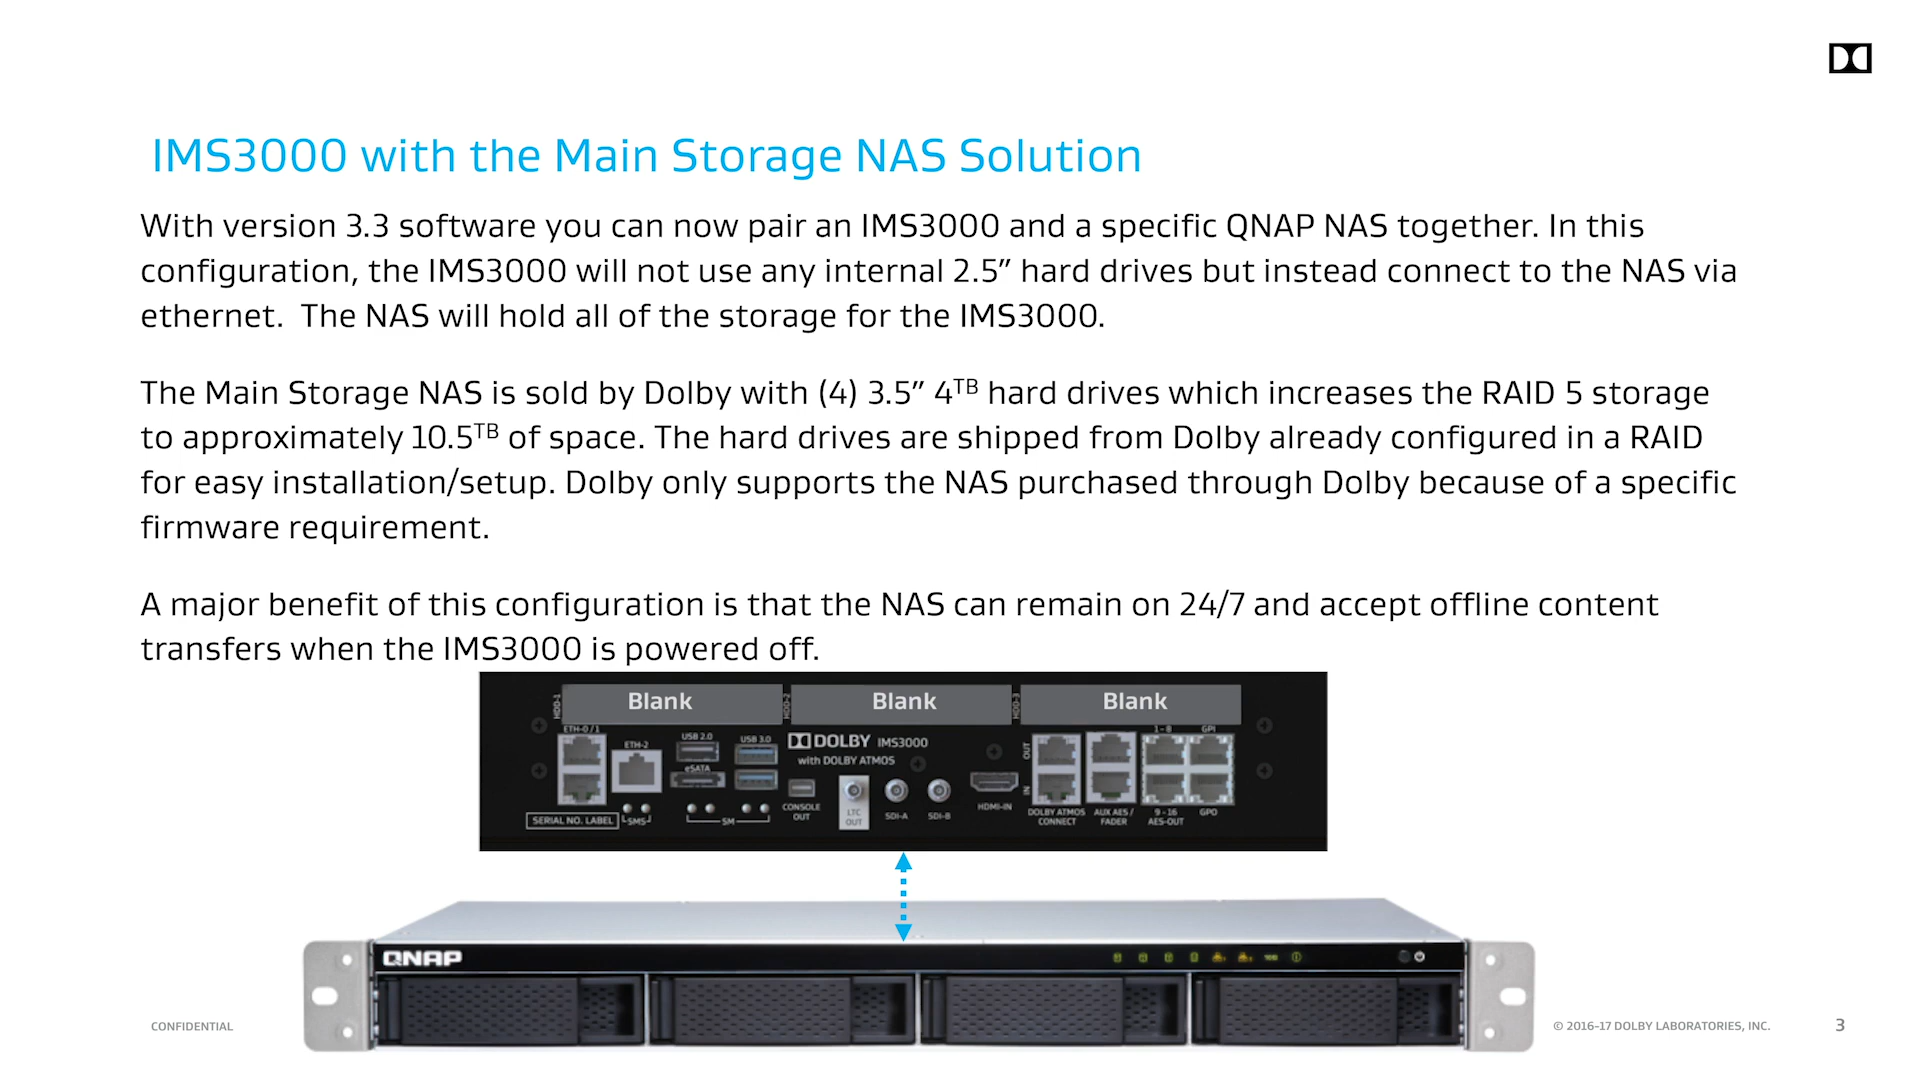 IMS3000 with the Main Storage NAS Solution
With version 3.3 software you can now pair an IMS3000 and a specific QNAP NAS together. In this
configuration, the IMS3000 will not use any internal 2.5” hard drives but instead connect to the NAS via
ethernet.  The NAS will hold all of the storage for the IMS3000.
The Main Storage NAS is sold by Dolby with (4) 3.5” 4TB hard drives which increases the RAID 5 storage
to approximately 10.5TB of space. The hard drives are shipped from Dolby already configured in a RAID
for easy installation/setup. Dolby only supports the NAS purchased through Dolby because of a specific
firmware requirement.
A major benefit of this configuration is that the NAS can remain on 24/7 and accept offline content
transfers when the IMS3000 is powered off.
HDD-1 Blank HDD-2 Blank HDD-3 Blank
ETH-0/1 ETH-2 USB 2.0 USB 3.0 1-8 GPI
DOLBY IMS3000
with DOLBY ATMOS
eSATA
OUT
IN
CONSOLE OUT
LTC OUT
SDI-A SDI-B HDMI-IN
DOLBY ATMOS CONNECT
AUX AES/ FADER
9-16 AES-OUT
GPO
SERIAL NO. LABEL SMS SM
QNAP
CONFIDENTIAL
© 2016-17 DOLBY LABORATORIES, INC.
3